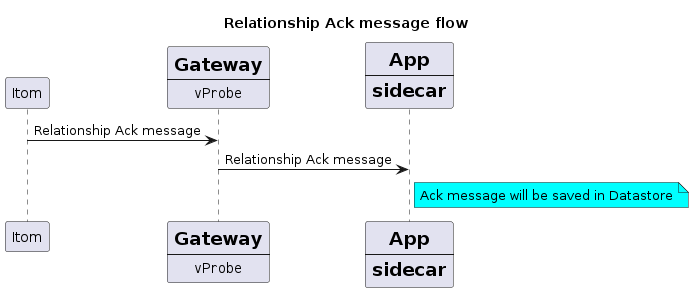 Relationship Ack message flow
Itom
Gateway
vProbe
App
sidecar
Relationship Ack message
Relationship Ack message
Ack message will be saved in Datastore
Itom
Gateway
vProbe
App
sidecar